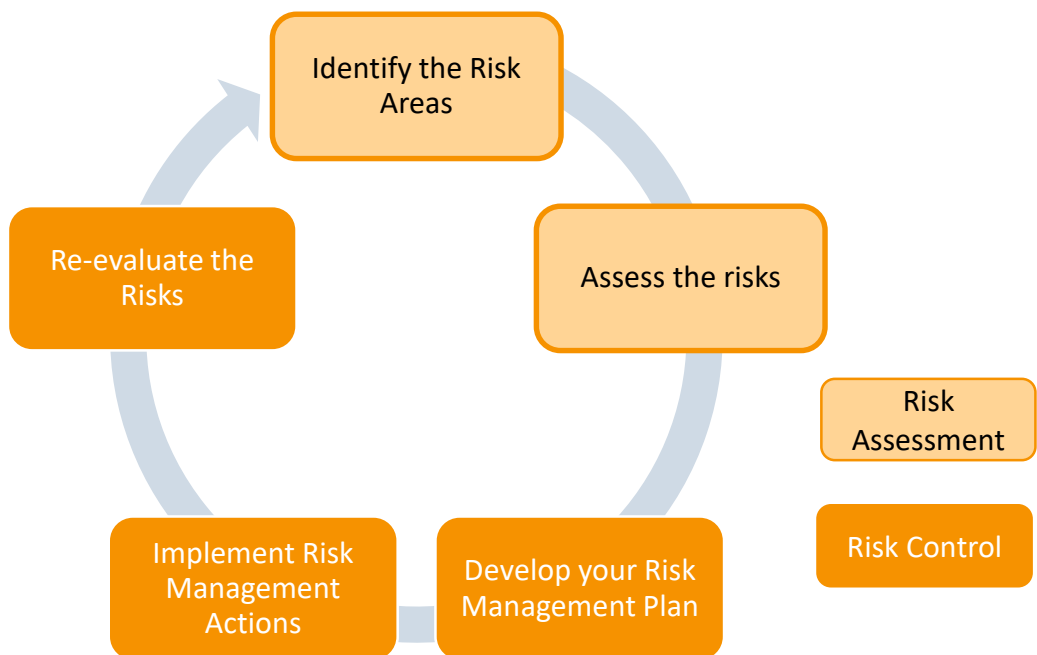 Identify the Risk
Areas
Assess the risks
Develop your Risk
Management Plan
Implement Risk
Management
Actions
Re-evaluate the
Risks
Risk
Assessment
Risk Control